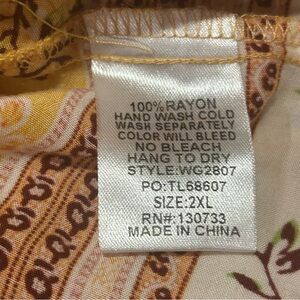 100% RAYON
HAND WASH COLD
WASH SEPARATELY
COLOR WILL BLEED
NO BLEACH
HANG TO DRY
STYLE:WG2807
PO:TL68607
SIZE:2XL
RN#:130733
MADE IN CHINA